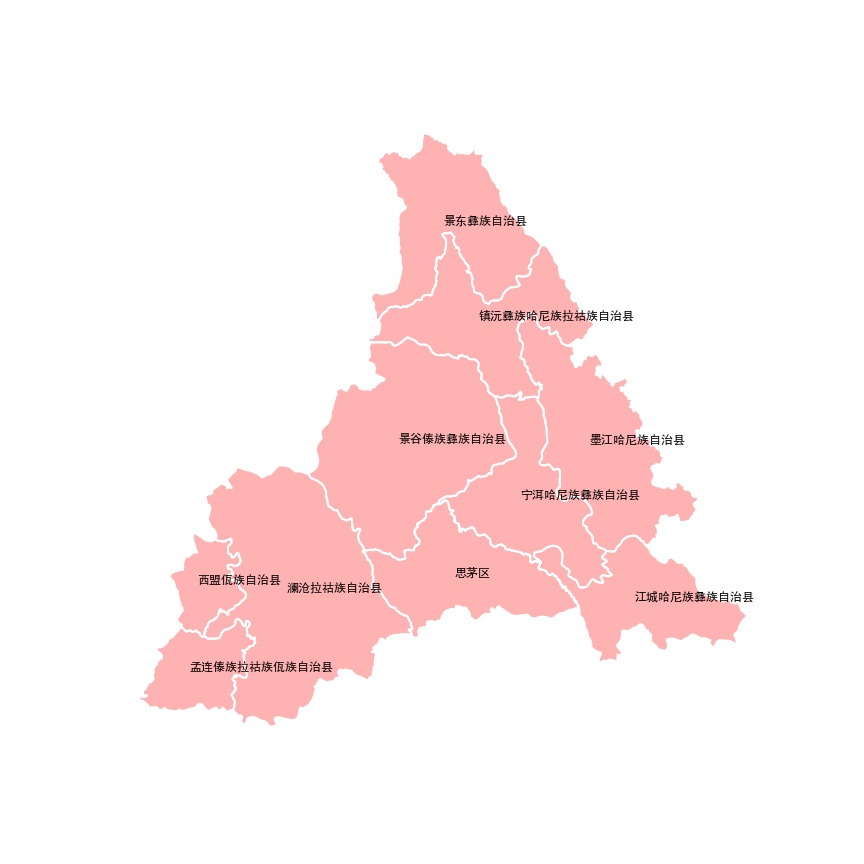 景东彝族自治县
镇沅彝族哈尼族拉祜族自治县
景谷傣族彝族自治县
墨江哈尼族自治县
宁洱哈尼族彝族自治县
思茅区
西盟佤族自治县
澜沧拉祜族自治县
江城哈尼族彝族自治县
孟连傣族拉祜族佤族自治县